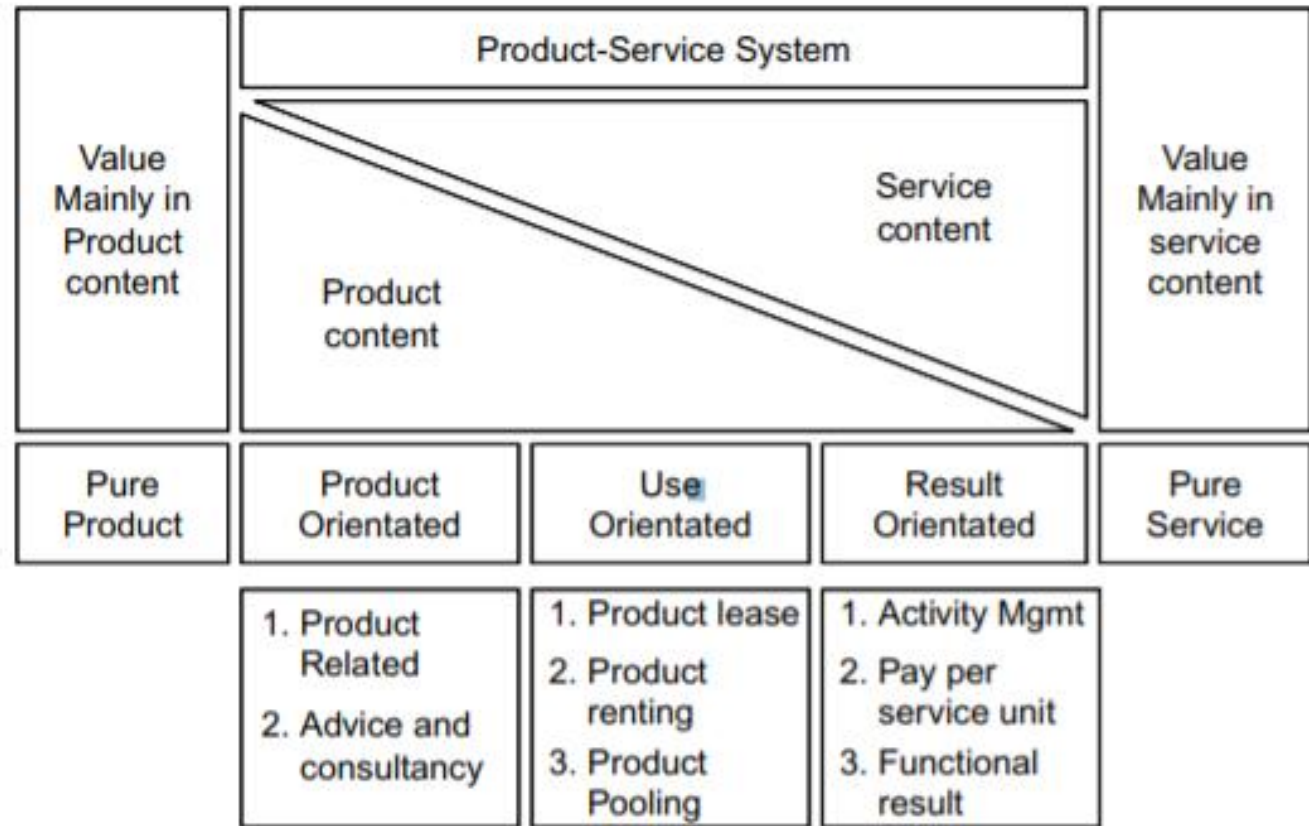 Product-Service System
Value
Mainly in
Product
content
Product
content
Service
content
Value
Mainly in
service
content
Pure
Product
Product
Orientated
Use
Orientated
Result
Orientated
Pure
Service
1. Product
Related
2. Advice and
consultancy
1. Product lease
2. Product
renting
3. Product
Pooling
1. Activity Mgmt
2. Pay per
service unit
3. Functional
result